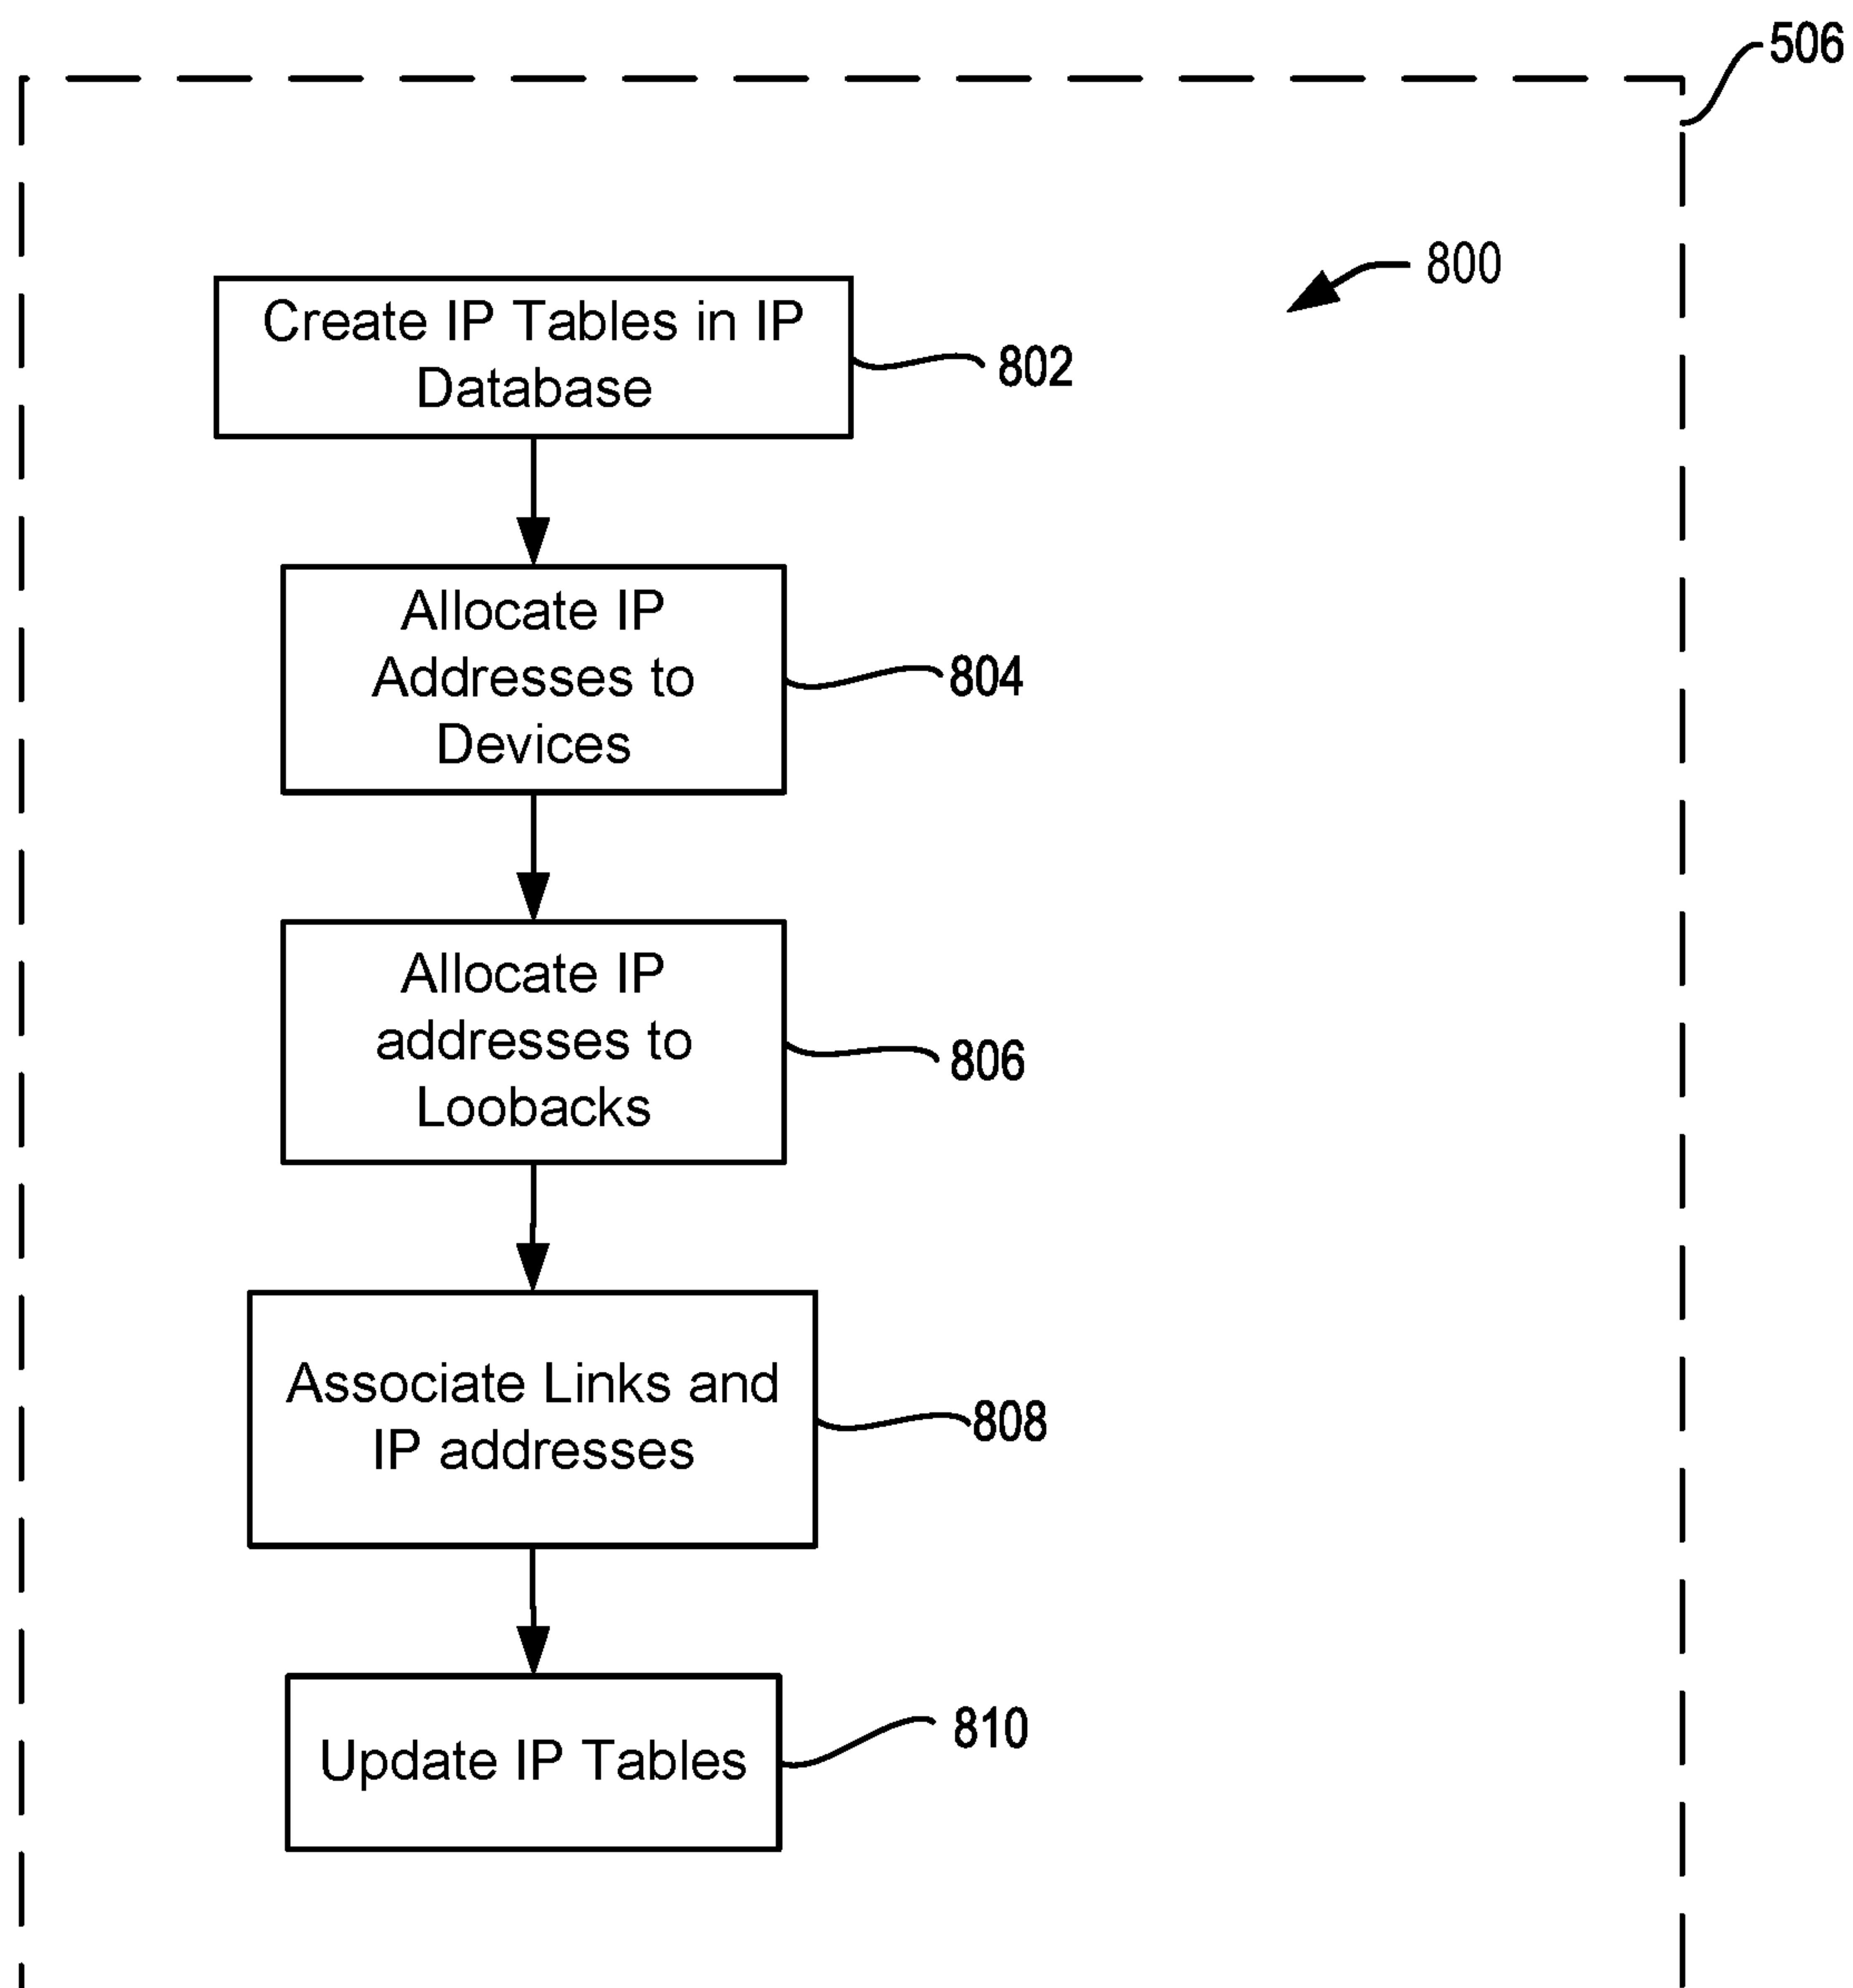 506
800
Create IP Tables in IP
Database
802
Allocate IP
Addresses to
Devices
804
Allocate IP
addresses to
Loobacks
806
Associate Links and
IP addresses
808
Update IP Tables
810